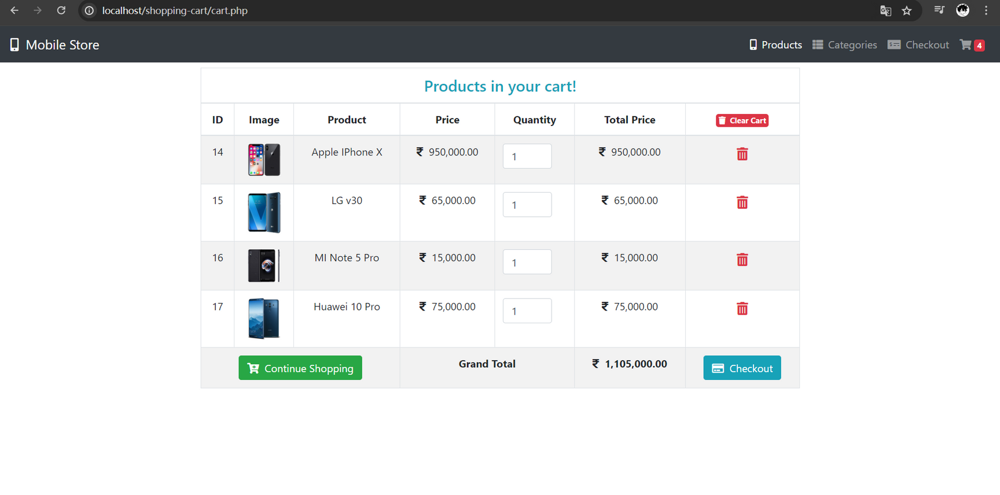 localhost/shopping-cart/cart.php
Mobile Store Products Categories Checkout 4
Products in your cart!
ID Image Product Price Quantity Total Price Clear Cart
14 Apple IPhone X ₹ 950,000.00 1 ₹ 950,000.00
15 LG v30 ₹ 65,000.00 1 ₹ 65,000.00
16 MI Note 5 Pro ₹ 15,000.00 1 ₹ 15,000.00
17 Huawei 10 Pro ₹ 75,000.00 1 ₹ 75,000.00
Continue Shopping Grand Total ₹ 1,105,000.00 Checkout